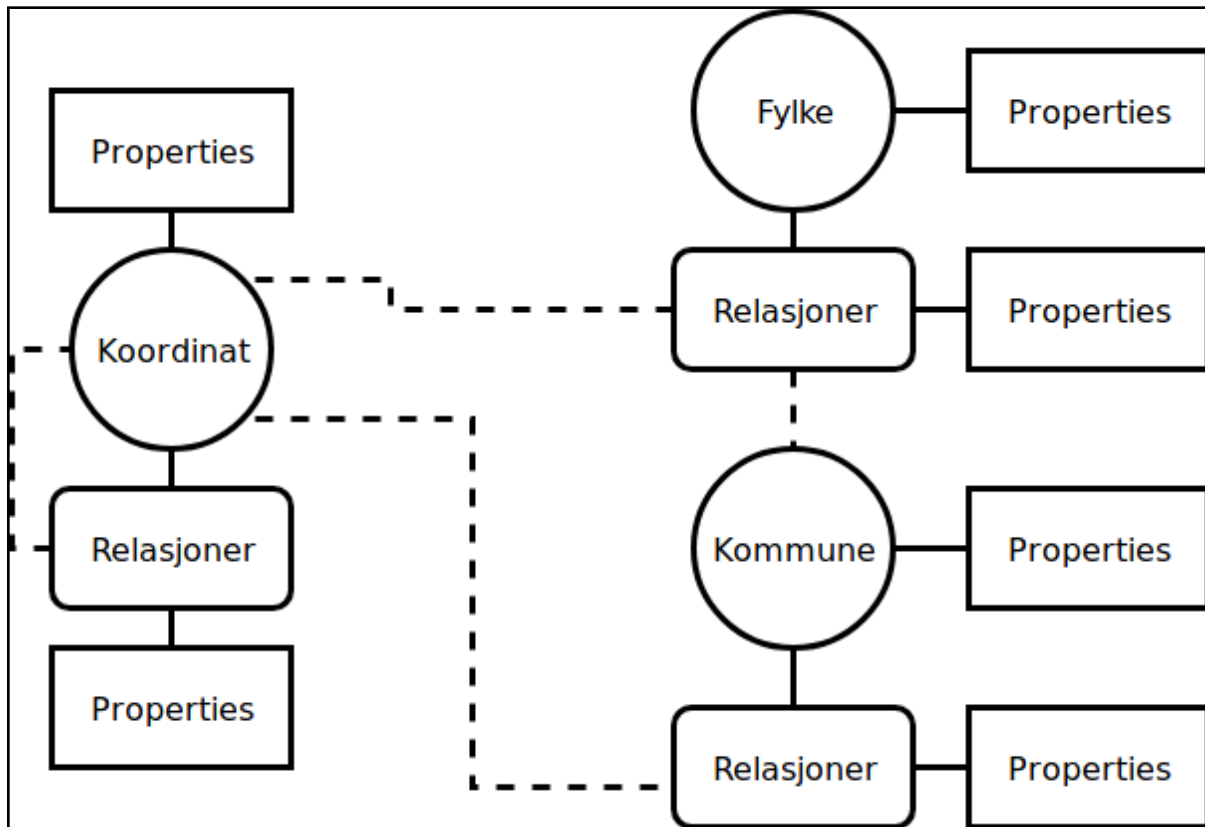 Fylke
Properties
Properties
Relasjoner
Properties
Koordinat
Relasjoner
Properties
Kommune
Properties
Relasjoner
Properties